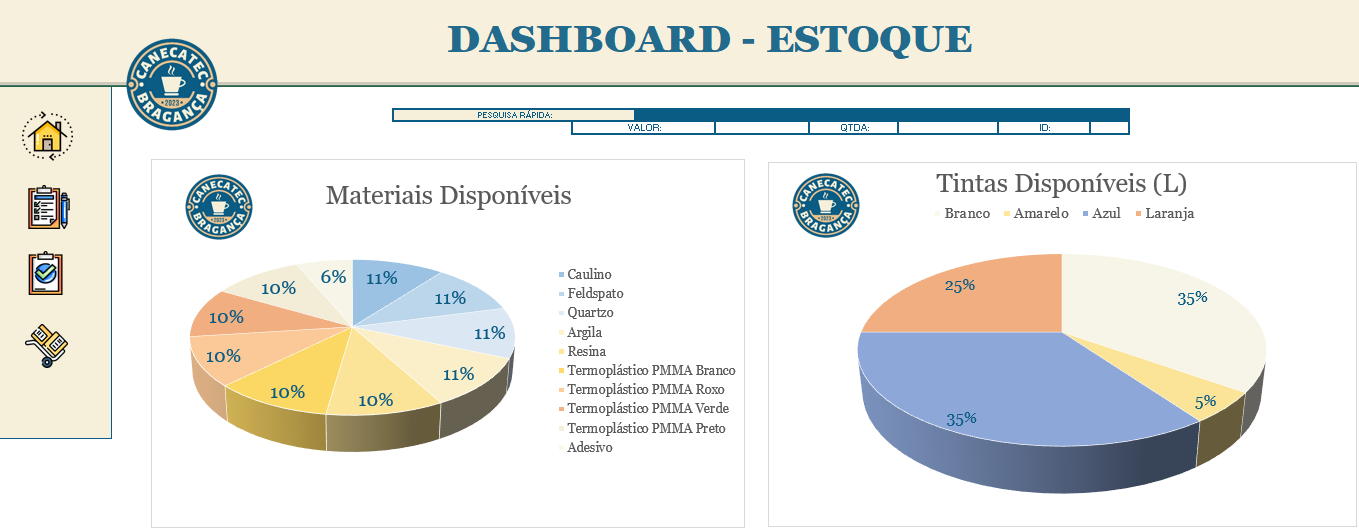 DASHBOARD - ESTOQUE
CANECATEC
2023
BRAGANÇA
PESQUISA RÁPIDA:
VALOR:
QTDA:
ID:
CANECATEC
2023
BRAGANÇA
Materiais Disponíveis
6%
11%
10%
11%
10%
11%
10%
11%
10%
10%
Caulino
Feldspato
Quartzo
Argila
Resina
Termoplástico PMMA Branco
Termoplástico PMMA Roxo
Termoplástico PMMA Verde
Termoplástico PMMA Preto
Adesivo
CANECATEC
2023
BRAGANÇA
Tintas Disponíveis (L)
Branco Amarelo Azul Laranja
25%
35%
5%
35%